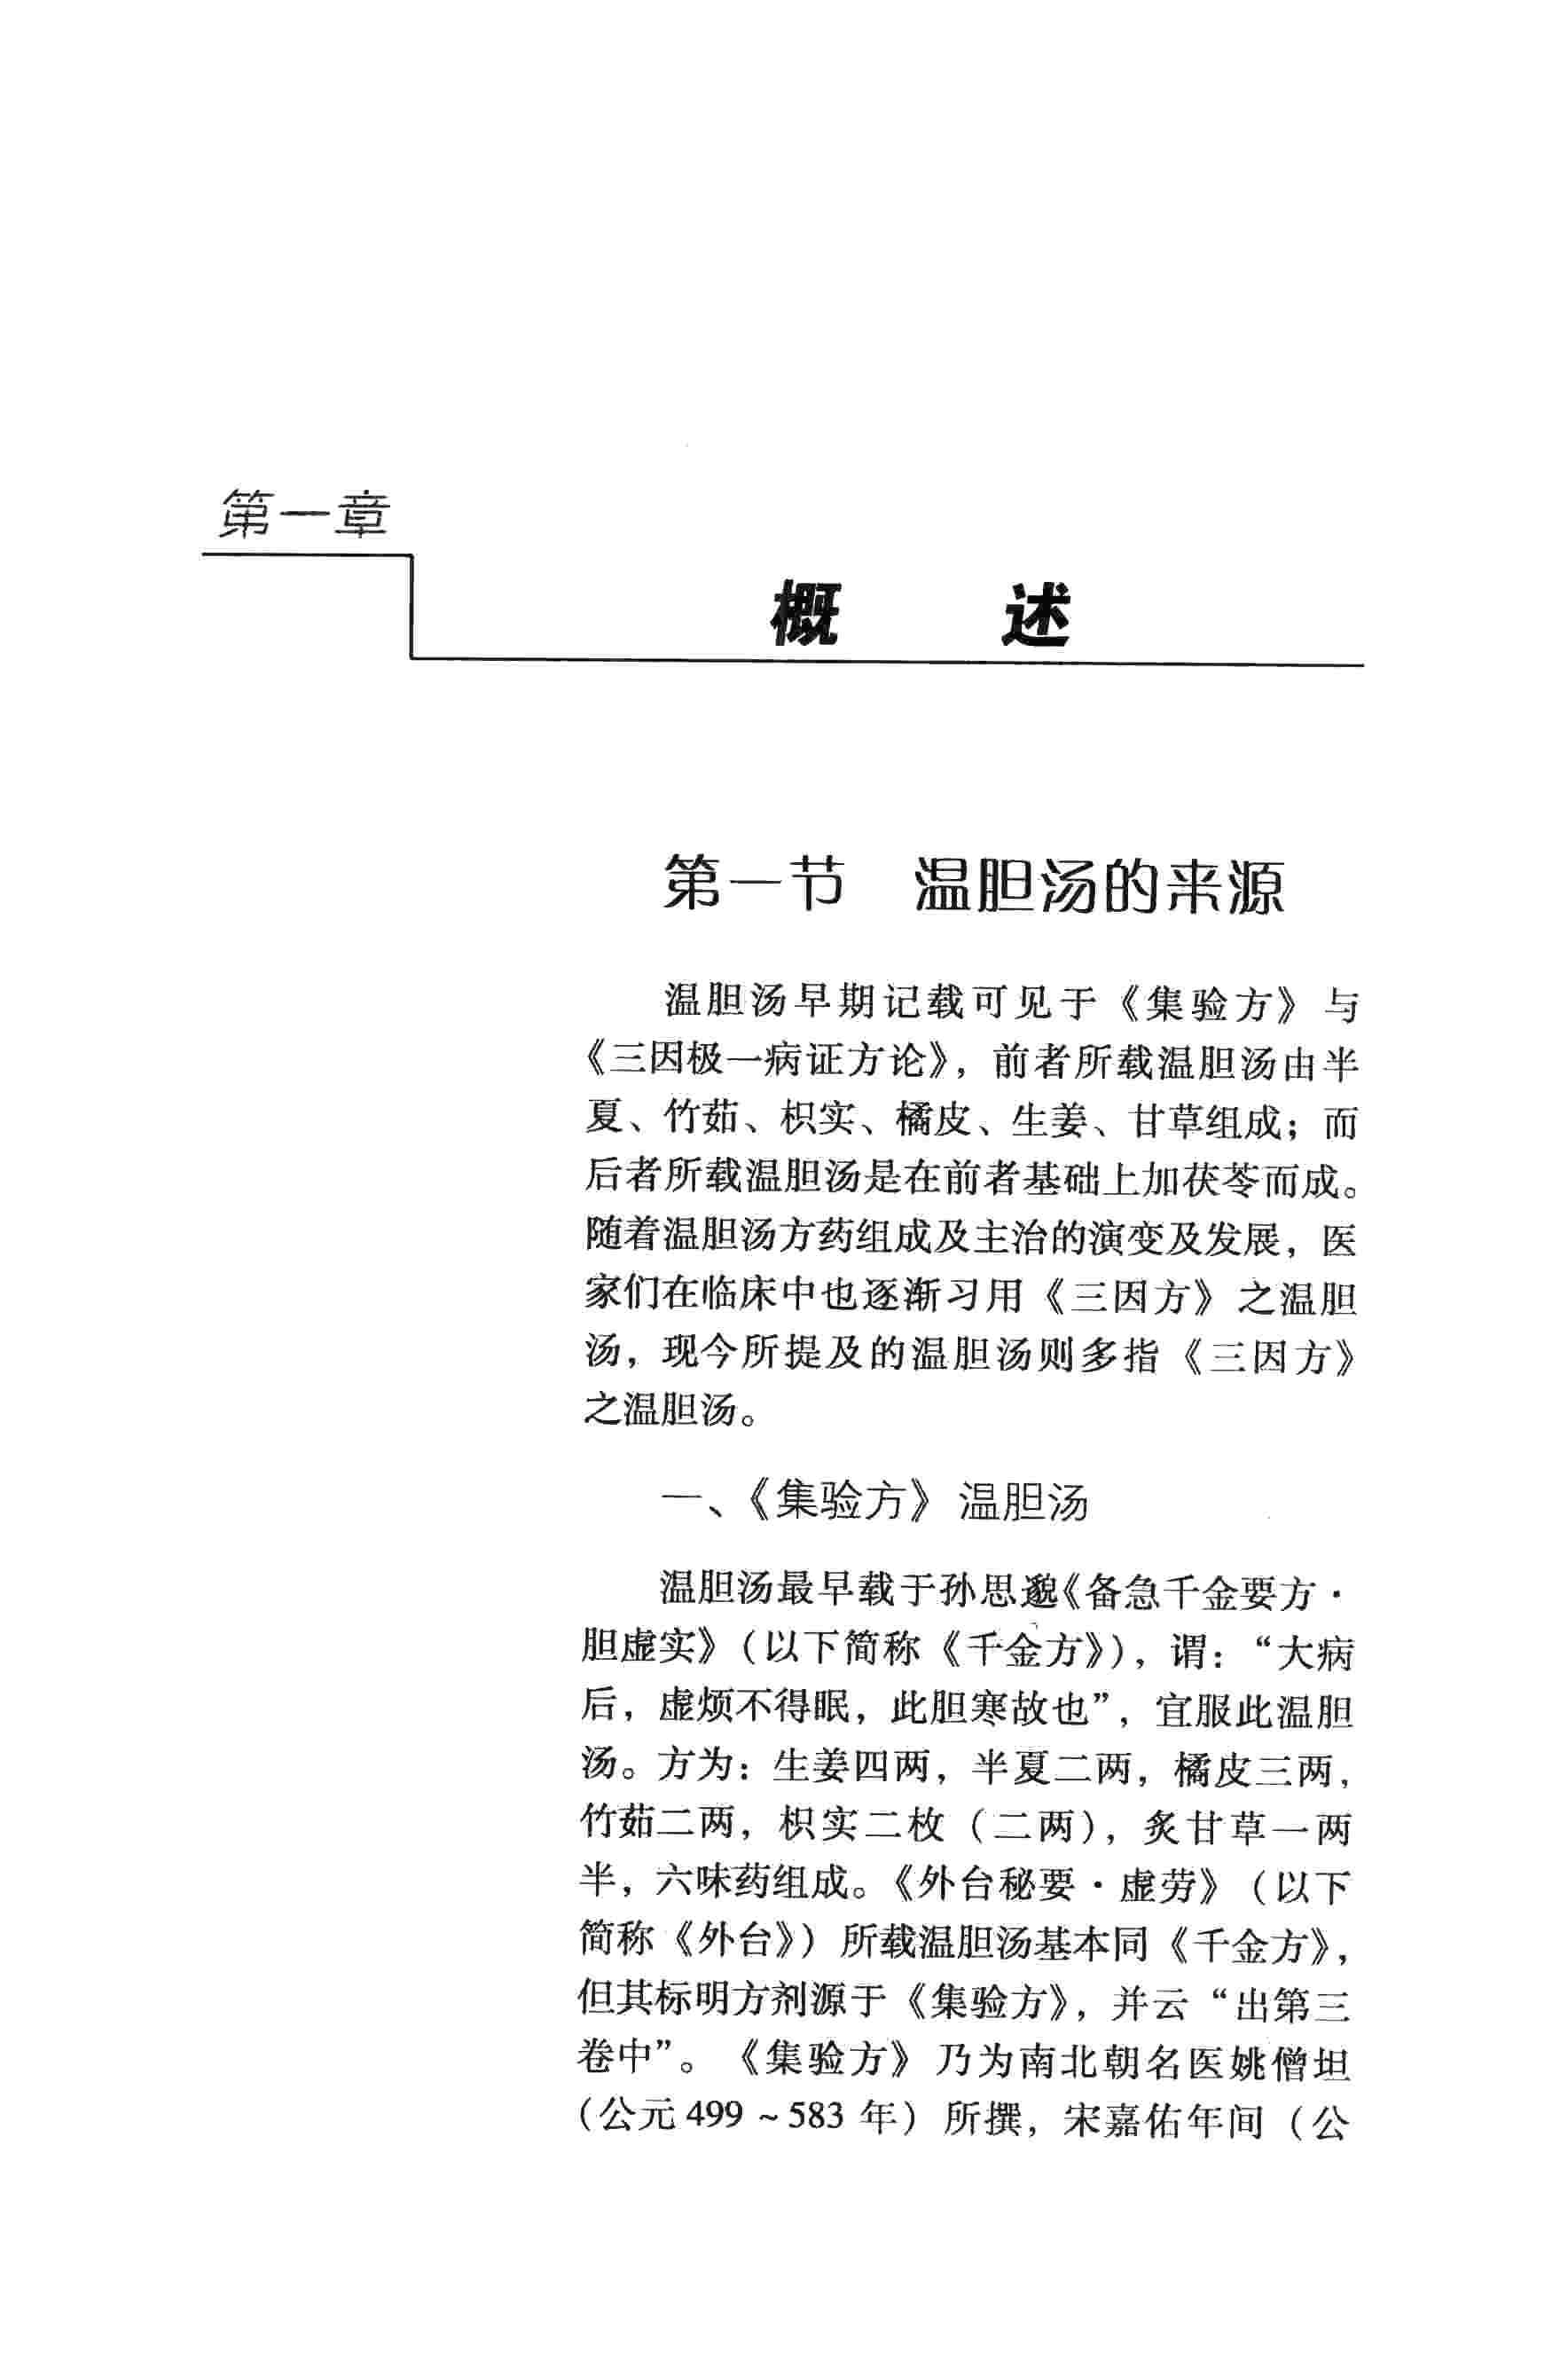 第一章
概 述
第一节 温胆汤的来源
温胆汤早期记载可见于《集验方》与
《三因极一病证方论》，前者所载温胆汤由半
夏、竹茹、枳实、橘皮、生姜、甘草组成；而
后者所载温胆汤是在前者基础上加茯苓而成。
随着温胆汤方药组成及主治的演变及发展，医
家们在临床中也逐渐习用《三因方》之温胆
汤，现今所提及的温胆汤则多指《三因方》
之温胆汤。
一、《集验方》温胆汤
温胆汤最早载于孙思邈《备急千金要方·
胆虚实》（以下简称《千金方》），谓：“大病
后，虚烦不得眠，此胆寒故也”，宜服此温胆
汤。方为：生姜四两，半夏二两，橘皮三两，
竹茹二两，枳实二枚（二两），炙甘草一两
半，六味药组成。《外台秘要·虚劳》（以下
简称《外台》）所载温胆汤基本同《千金方》，
但其标明方剂源于《集验方》，并云“出第三
卷中”。《集验方》乃为南北朝名医姚僧坦
（公元499～583年）所撰，宋嘉佑年间（公